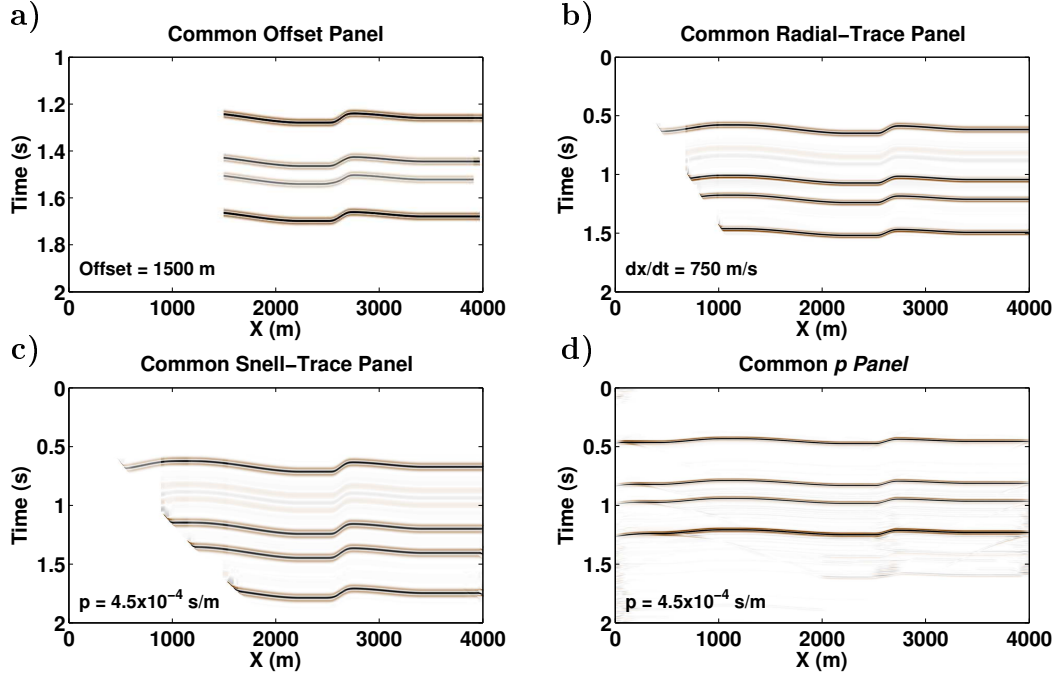 a)
Common Offset Panel
1
1.2
1.4
1.6
1.8
2
Time (s)
Offset = 1500 m
0 1000 2000 3000 4000
X (m)
b)
Common Radial−Trace Panel
0
0.5
1
1.5
2
Time (s)
dx/dt = 750 m/s
0 1000 2000 3000 4000
X (m)
c)
Common Snell−Trace Panel
0
0.5
1
1.5
2
Time (s)
p = 4.5x10⁻⁴ s/m
0 1000 2000 3000 4000
X (m)
d)
Common p Panel
0
0.5
1
1.5
2
Time (s)
p = 4.5x10⁻⁴ s/m
0 1000 2000 3000 4000
X (m)